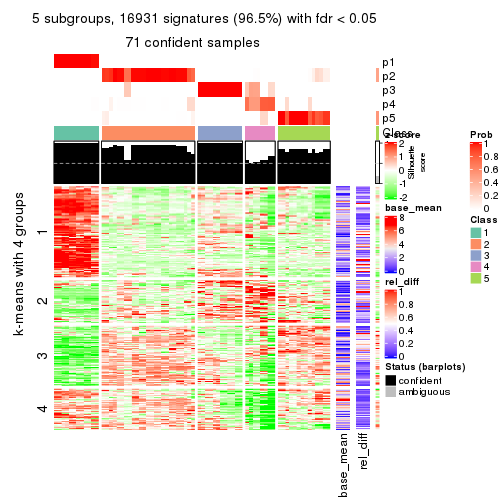 5 subgroups, 16931 signatures (96.5%) with fdr < 0.05
71 confident samples
p1
p2
p3
p4
p5
Class
k-means with 4 groups
1
2
3
4
z-score
2
1
0
-1
-2
Silhouette
score
base_mean
8
6
4
2
0
rel_diff
1
0.8
0.6
0.4
0.2
0
Status (barplots)
confident
ambiguous
Prob
1
0.8
0.6
0.4
0.2
0
Class
1
2
3
4
5
base_mean
rel_diff